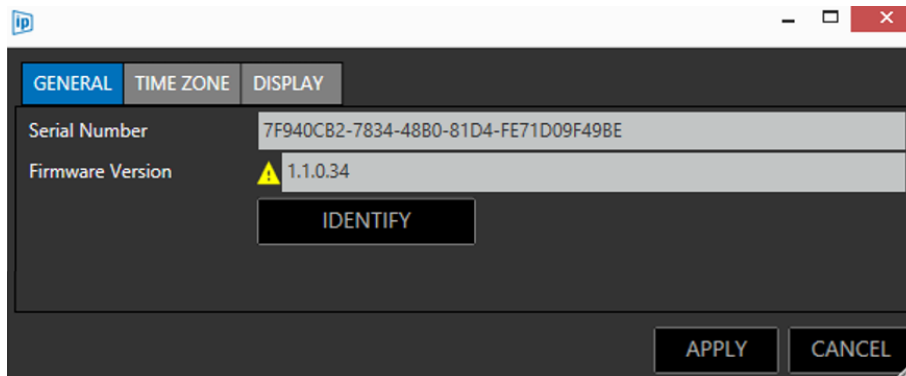 ip
GENERAL TIME ZONE DISPLAY
Serial Number 7F940CB2-7834-48B0-81D4-FE71D09F49BE
Firmware Version 1.1.0.34
IDENTIFY
APPLY CANCEL